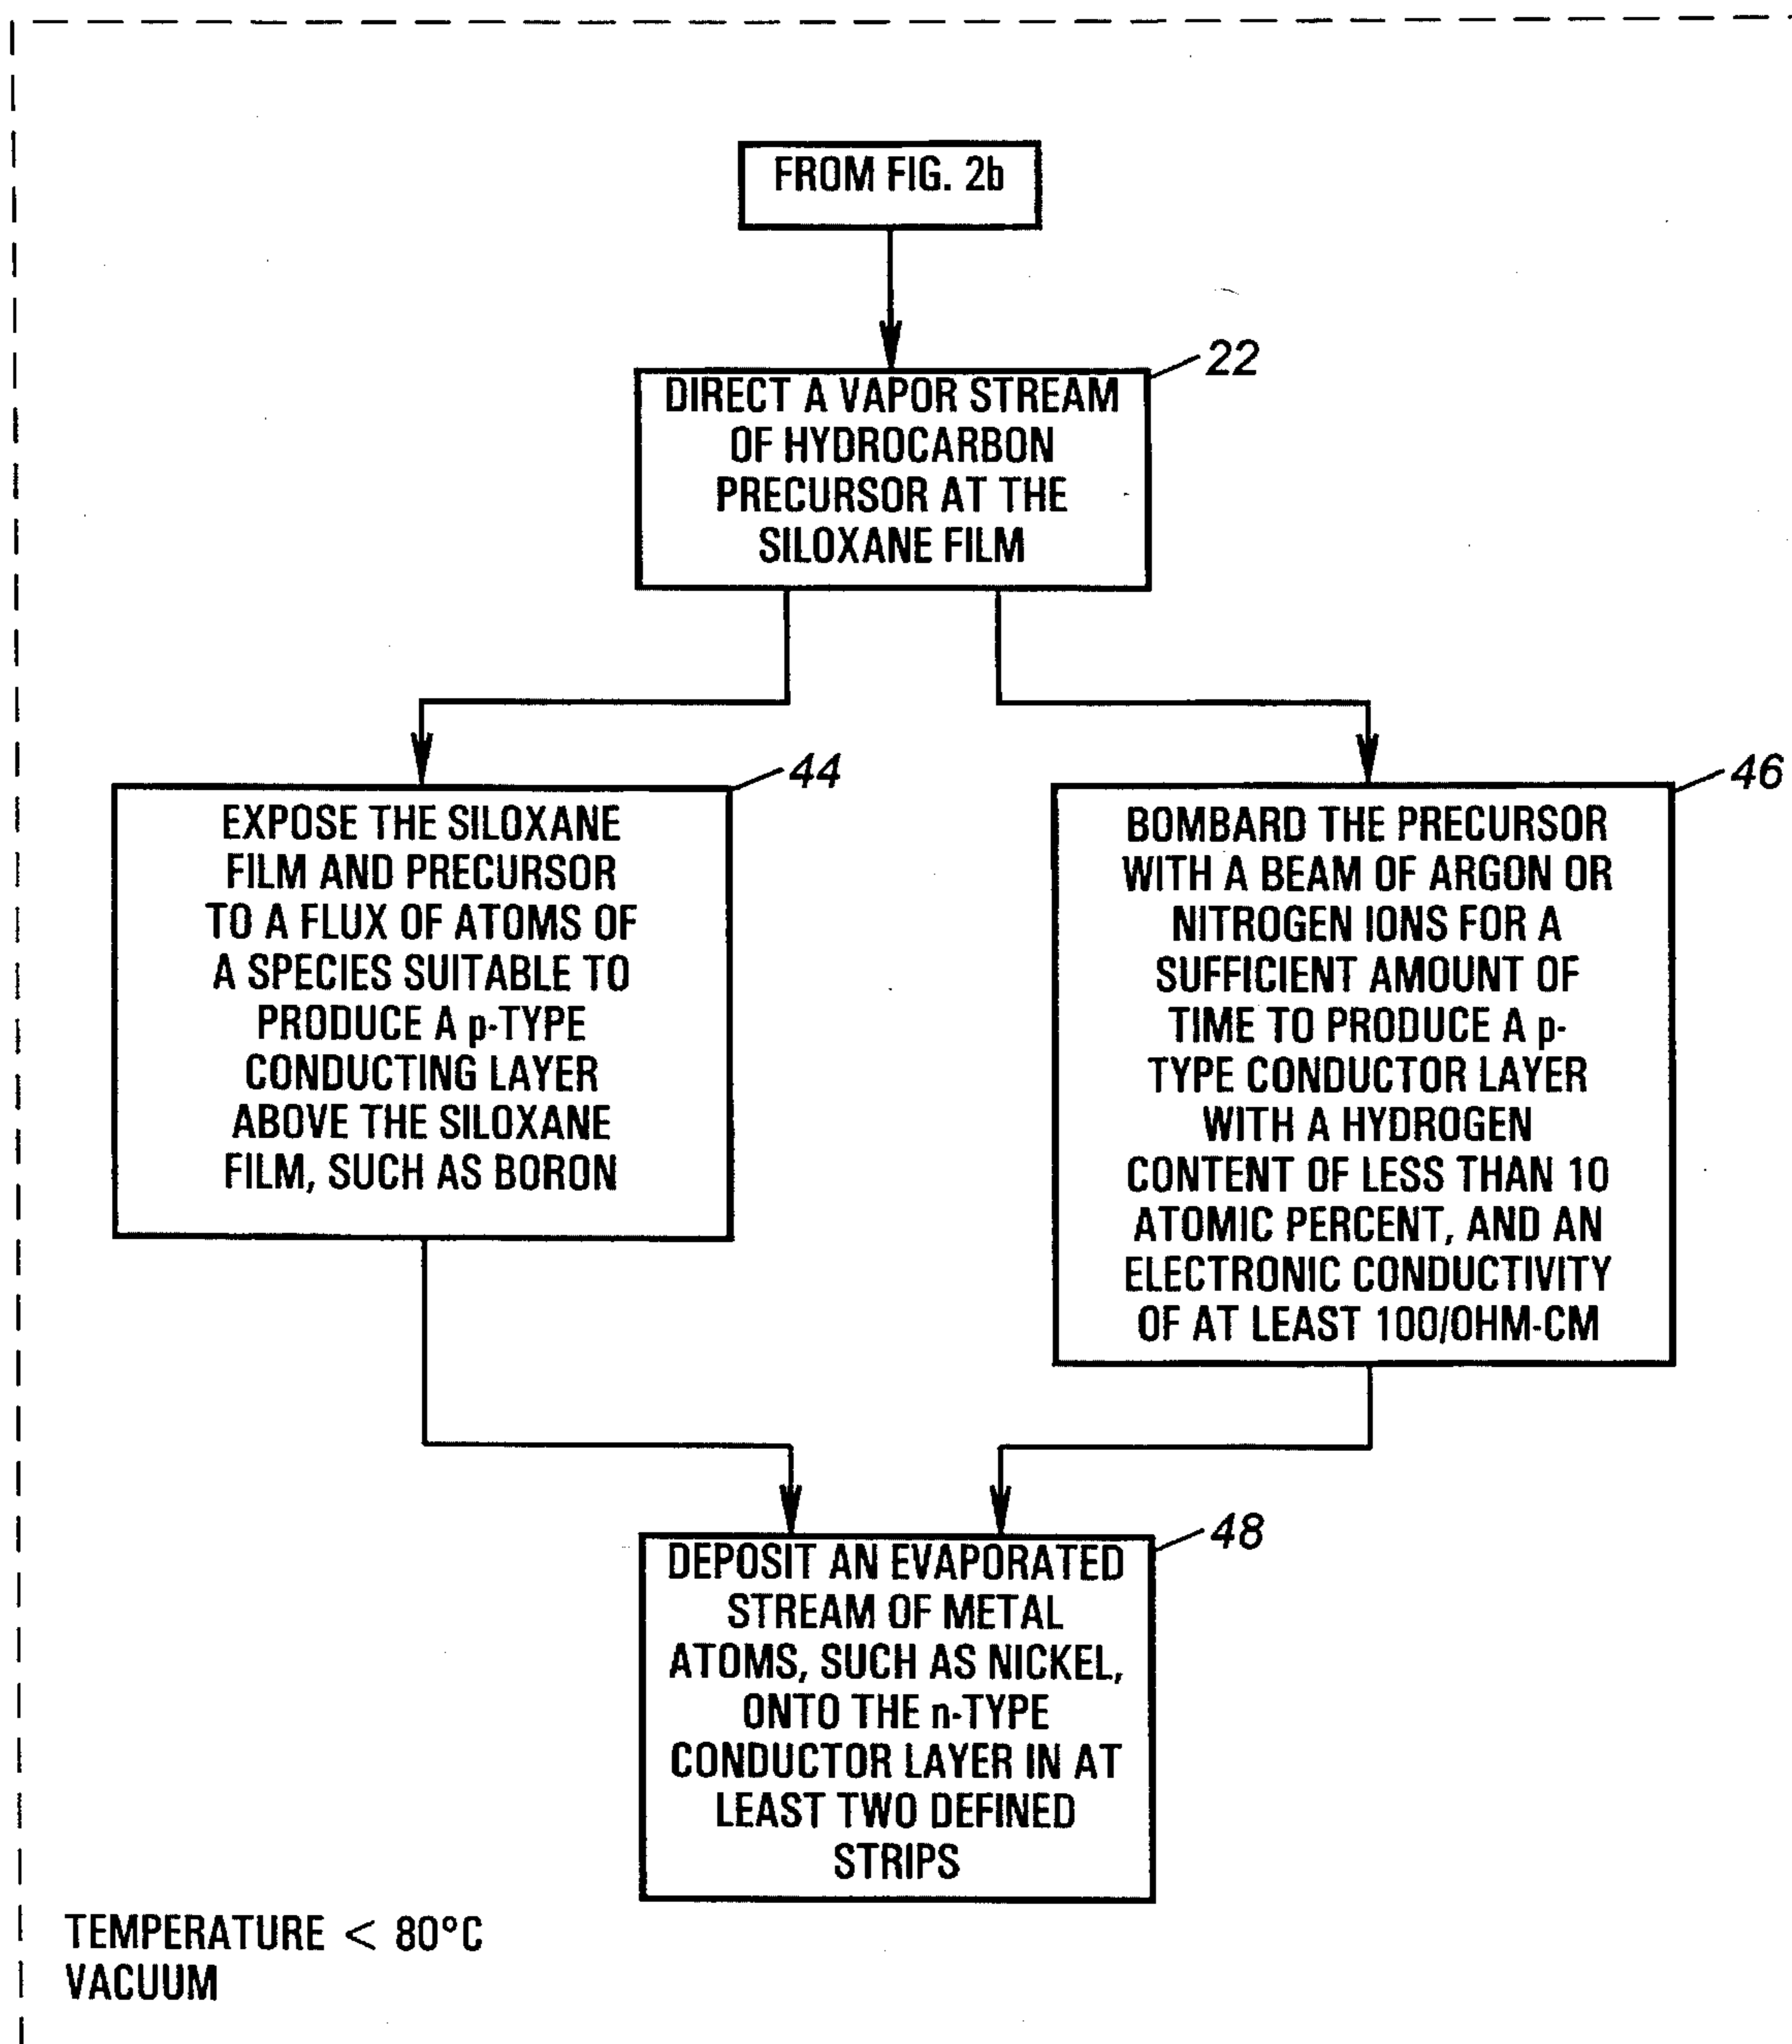 FROM FIG. 2b
22
DIRECT A VAPOR STREAM
OF HYDROCARBON
PRECURSOR AT THE
SILOXANE FILM
44
EXPOSE THE SILOXANE
FILM AND PRECURSOR
TO A FLUX OF ATOMS OF
A SPECIES SUITABLE TO
PRODUCE A p-TYPE
CONDUCTING LAYER
ABOVE THE SILOXANE
FILM, SUCH AS BORON
46
BOMBARD THE PRECURSOR
WITH A BEAM OF ARGON OR
NITROGEN IONS FOR A
SUFFICIENT AMOUNT OF
TIME TO PRODUCE A p-
TYPE CONDUCTOR LAYER
WITH A HYDROGEN
CONTENT OF LESS THAN 10
ATOMIC PERCENT, AND AN
ELECTRONIC CONDUCTIVITY
OF AT LEAST 100/OHM-CM
48
DEPOSIT AN EVAPORATED
STREAM OF METAL
ATOMS, SUCH AS NICKEL,
ONTO THE n-TYPE
CONDUCTOR LAYER IN AT
LEAST TWO DEFINED
STRIPS
TEMPERATURE < 80°C
VACUUM